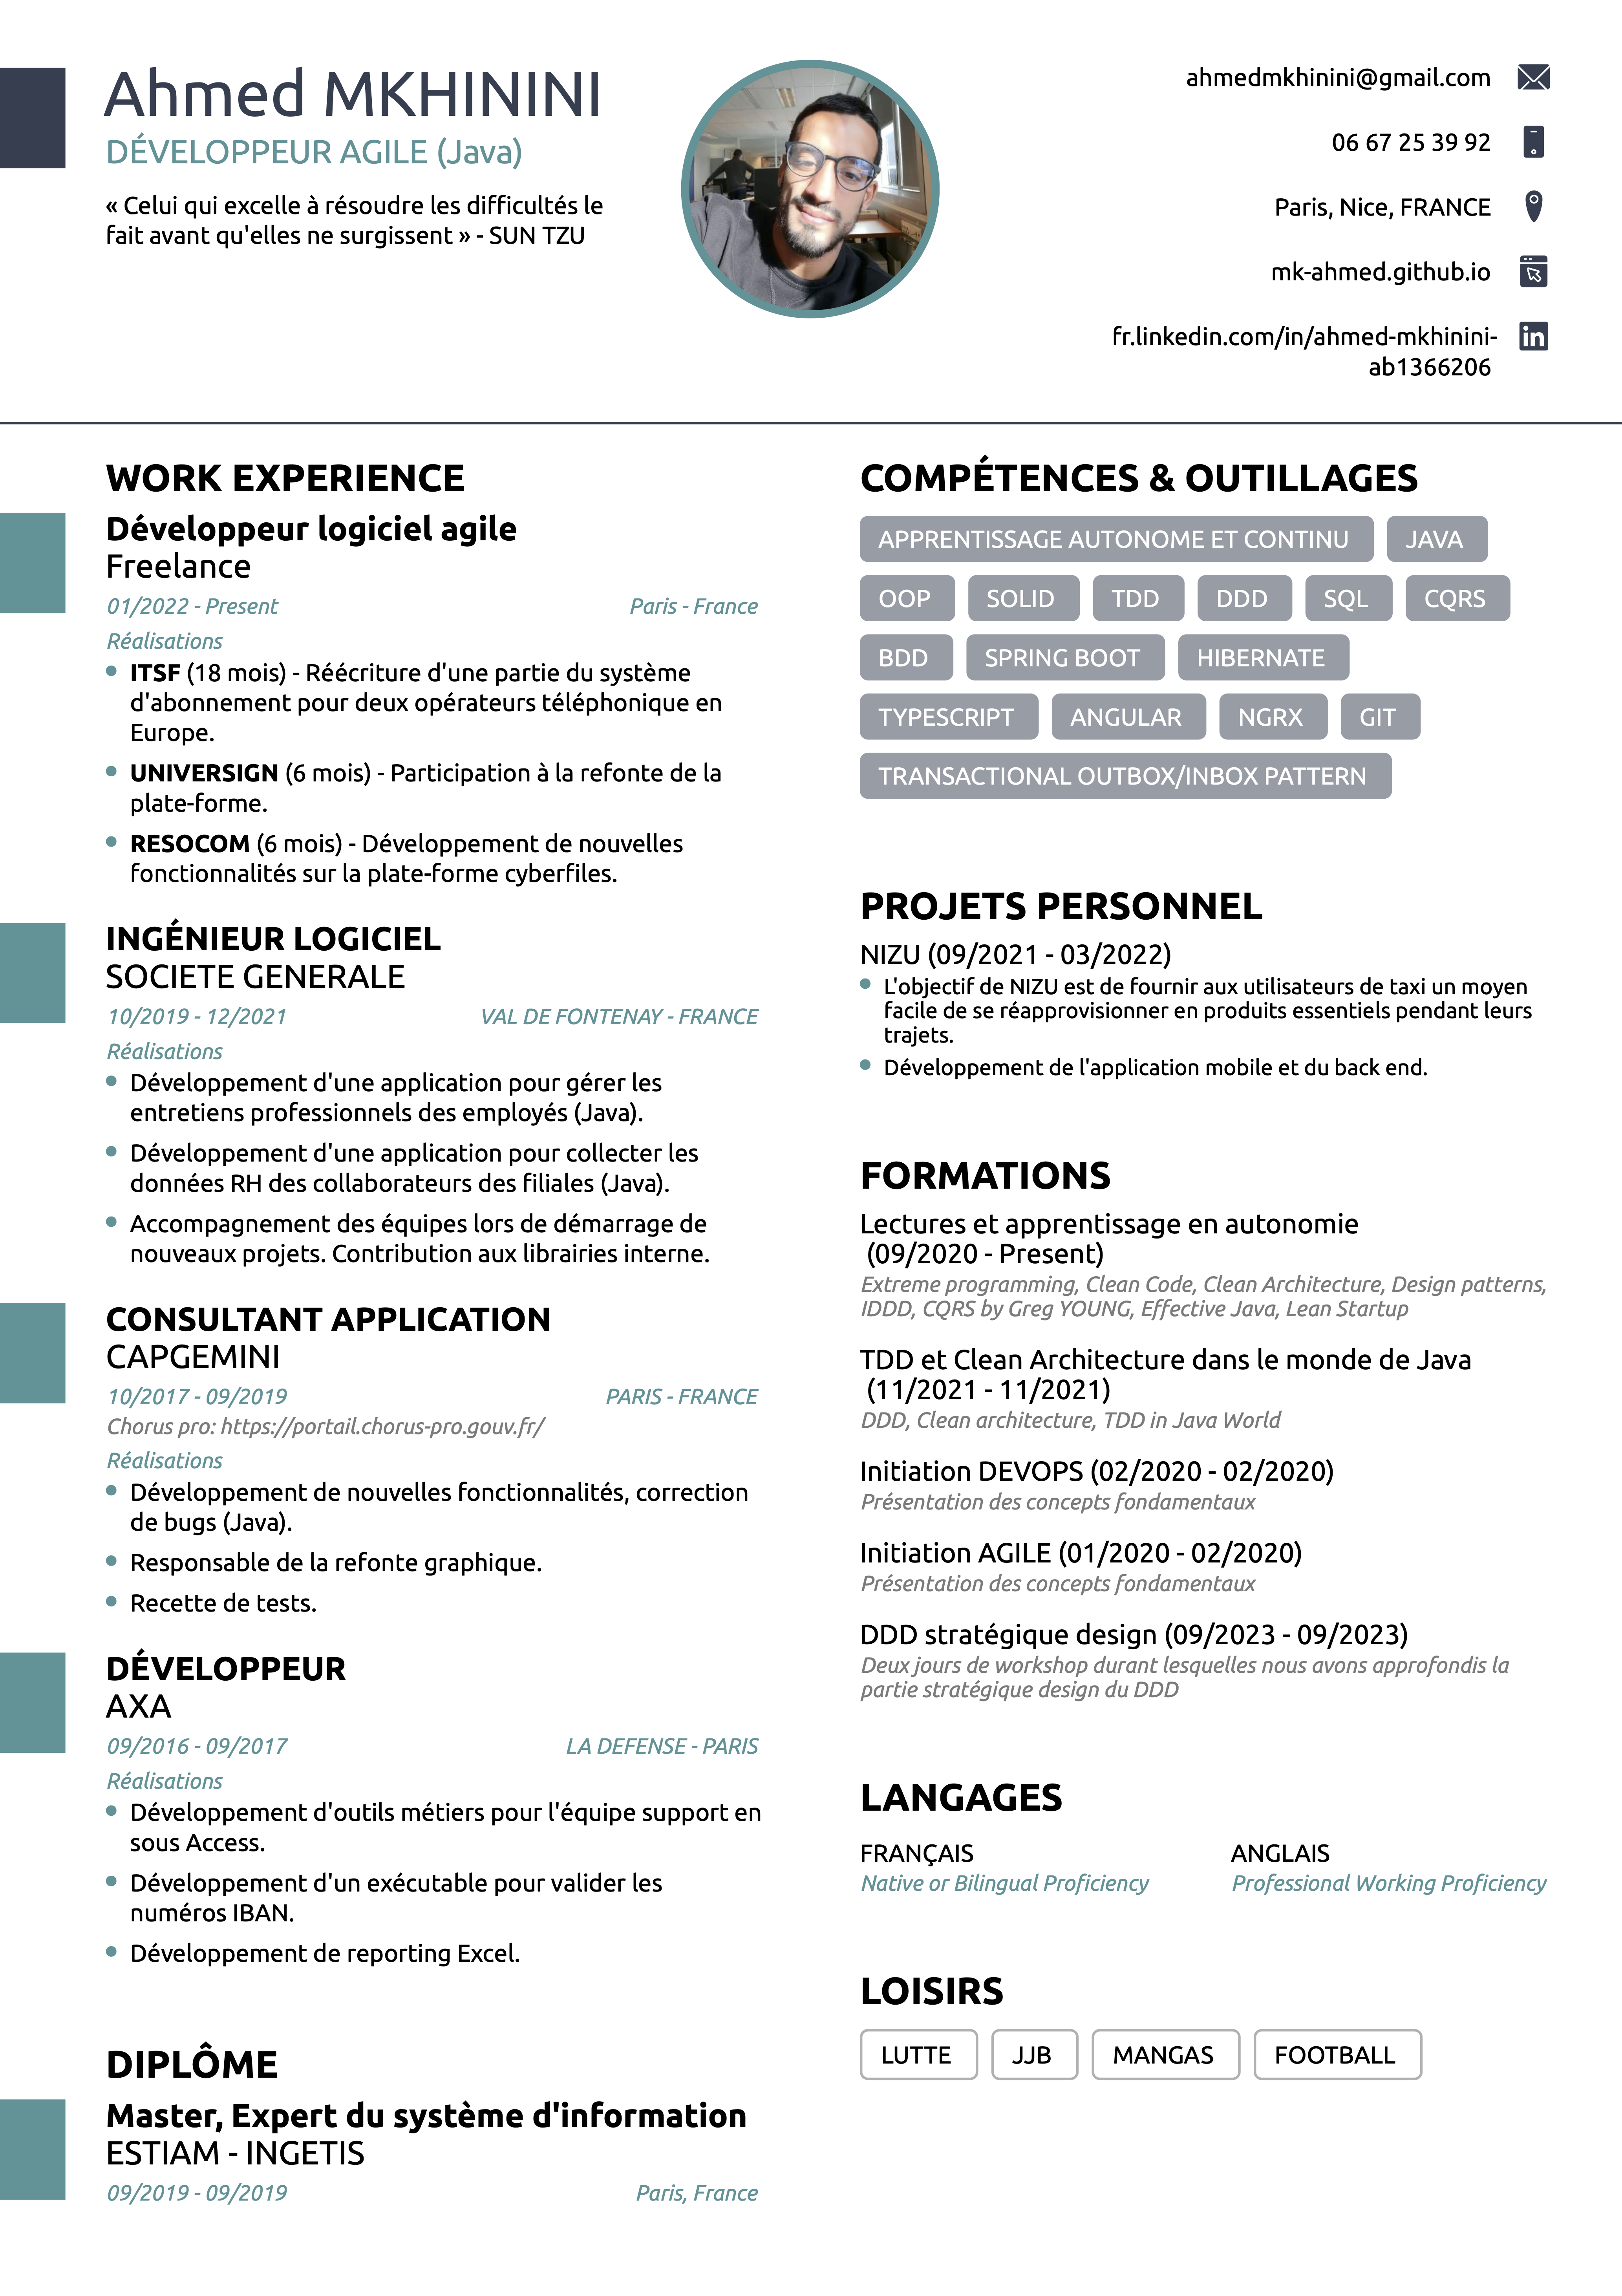 Ahmed MKHININI
DÉVELOPPEUR AGILE (Java)
« Celui qui excelle à résoudre les difficultés le
fait avant qu'elles ne surgissent » - SUN TZU
ahmedmkhinini@gmail.com
06 67 25 39 92
Paris, Nice, FRANCE
mk-ahmed.github.io
fr.linkedin.com/in/ahmed-mkhinini-
ab1366206
in
WORK EXPERIENCE
Développeur logiciel agile
Freelance
01/2022 - Present Paris - France
Réalisations
ITSF (18 mois) - Réécriture d'une partie du système
d'abonnement pour deux opérateurs téléphonique en
Europe.
UNIVERSIGN (6 mois) - Participation à la refonte de la
plate-forme.
RESOCOM (6 mois) - Développement de nouvelles
fonctionnalités sur la plate-forme cyberfiles.
INGÉNIEUR LOGICIEL
SOCIETE GENERALE
10/2019 - 12/2021 VAL DE FONTENAY - FRANCE
Réalisations
Développement d'une application pour gérer les
entretiens professionnels des employés (Java).
Développement d'une application pour collecter les
données RH des collaborateurs des filiales (Java).
Accompagnement des équipes lors de démarrage de
nouveaux projets. Contribution aux librairies interne.
CONSULTANT APPLICATION
CAPGEMINI
10/2017 - 09/2019 PARIS - FRANCE
Chorus pro: https://portail.chorus-pro.gouv.fr/
Réalisations
Développement de nouvelles fonctionnalités, correction
de bugs (Java).
Responsable de la refonte graphique.
Recette de tests.
DÉVELOPPEUR
AXA
09/2016 - 09/2017 LA DEFENSE - PARIS
Réalisations
Développement d'outils métiers pour l'équipe support en
sous Access.
Développement d'un exécutable pour valider les
numéros IBAN.
Développement de reporting Excel.
DIPLÔME
Master, Expert du système d'information
ESTIAM - INGETIS
09/2019 - 09/2019 Paris, France
COMPÉTENCES & OUTILLAGES
APPRENTISSAGE AUTONOME ET CONTINU JAVA
OOP SOLID TDD DDD SQL CQRS
BDD SPRING BOOT HIBERNATE
TYPESCRIPT ANGULAR NGRX GIT
TRANSACTIONAL OUTBOX/INBOX PATTERN
PROJETS PERSONNEL
NIZU (09/2021 - 03/2022)
L'objectif de NIZU est de fournir aux utilisateurs de taxi un moyen
facile de se réapprovisionner en produits essentiels pendant leurs
trajets.
Développement de l'application mobile et du back end.
FORMATIONS
Lectures et apprentissage en autonomie
(09/2020 - Present)
Extreme programming, Clean Code, Clean Architecture, Design patterns,
IDDD, CQRS by Greg YOUNG, Effective Java, Lean Startup
TDD et Clean Architecture dans le monde de Java
(11/2021 - 11/2021)
DDD, Clean architecture, TDD in Java World
Initiation DEVOPS (02/2020 - 02/2020)
Présentation des concepts fondamentaux
Initiation AGILE (01/2020 - 02/2020)
Présentation des concepts fondamentaux
DDD stratégique design (09/2023 - 09/2023)
Deux jours de workshop durant lesquelles nous avons approfondis la
partie stratégique design du DDD
LANGAGES
FRANÇAIS ANGLAIS
Native or Bilingual Proficiency Professional Working Proficiency
LOISIRS
LUTTE JJB MANGAS FOOTBALL